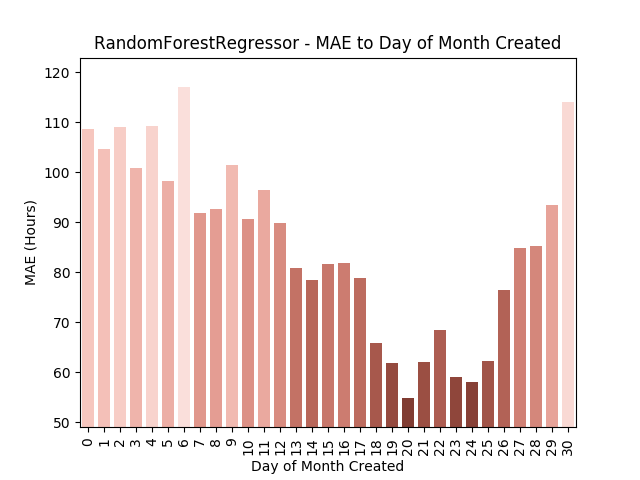 RandomForestRegressor - MAE to Day of Month Created
120
110
100
90
80
70
60
50
MAE (Hours)
0 1 2 3 4 5 6 7 8 9 10 11 12 13 14 15 16 17 18 19 20 21 22 23 24 25 26 27 28 29 30
Day of Month Created